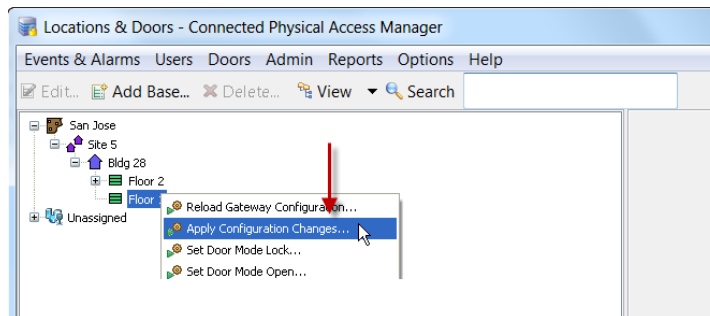 Locations & Doors - Connected Physical Access Manager
Events & Alarms Users Doors Admin Reports Options Help
Edit... Add Base... Delete... View Search
San Jose
Site 5
Bldg 28
Floor 2
Floor
Unassigned
Reload Gateway Configuration...
Apply Configuration Changes...
Set Door Mode Lock...
Set Door Mode Open...